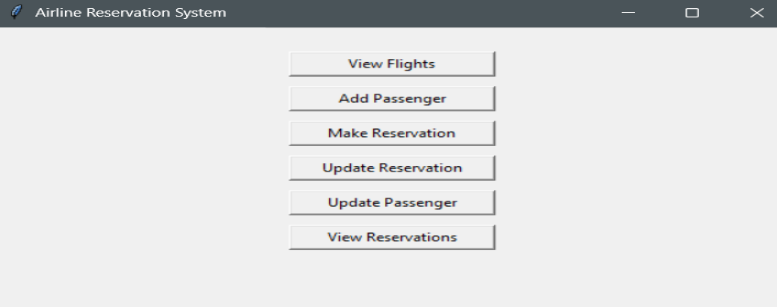 Airline Reservation System
View Flights
Add Passenger
Make Reservation
Update Reservation
Update Passenger
View Reservations